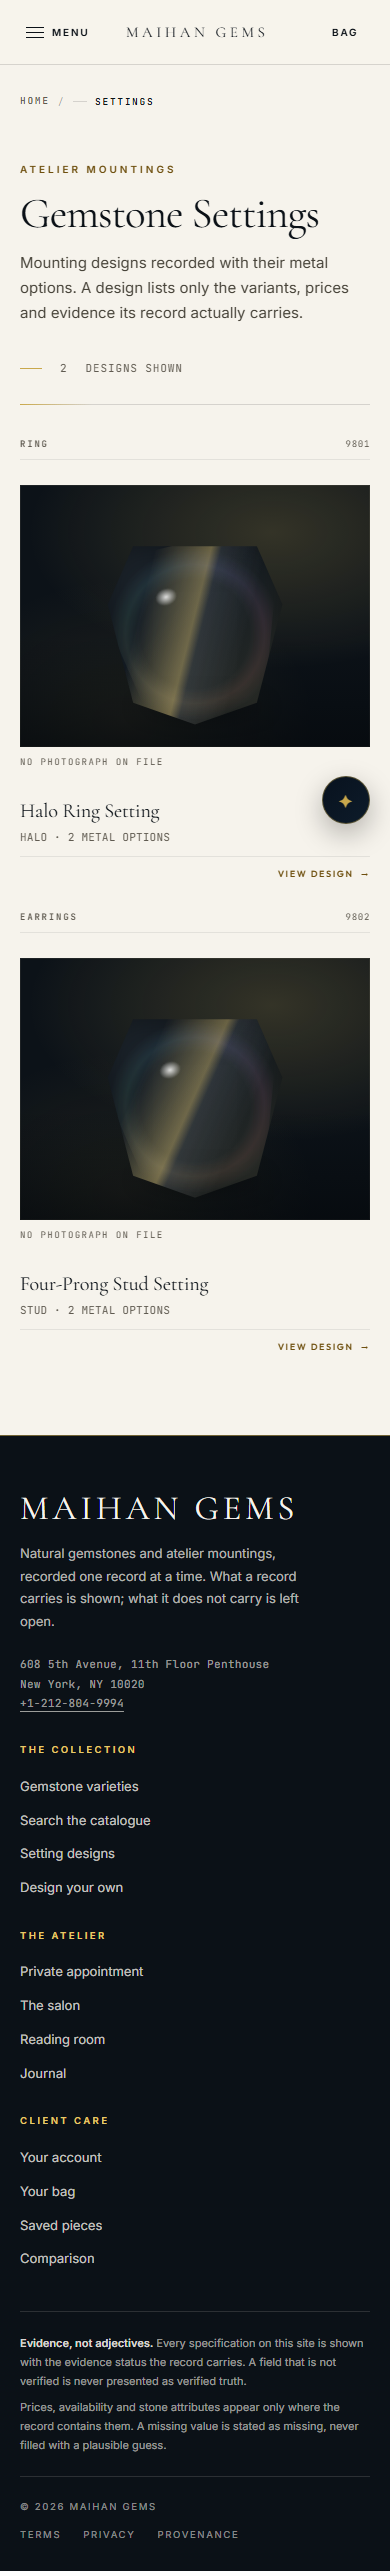 MENU
MAIHAN GEMS
BAG
HOME / SETTINGS
ATELIER MOUNTINGS
Gemstone Settings
Mounting designs recorded with their metal
options. A design lists only the variants, prices
and evidence its record actually carries.
2 DESIGNS SHOWN
RING 9801
NO PHOTOGRAPH ON FILE
Halo Ring Setting
HALO · 2 METAL OPTIONS
VIEW DESIGN →
EARRINGS 9802
NO PHOTOGRAPH ON FILE
Four-Prong Stud Setting
STUD · 2 METAL OPTIONS
VIEW DESIGN →
MAIHAN GEMS
Natural gemstones and atelier mountings,
recorded one record at a time. What a record
carries is shown; what it does not carry is left
open.
608 5th Avenue, 11th Floor Penthouse
New York, NY 10020
+1-212-804-9994
THE COLLECTION
Gemstone varieties
Search the catalogue
Setting designs
Design your own
THE ATELIER
Private appointment
The salon
Reading room
Journal
CLIENT CARE
Your account
Your bag
Saved pieces
Comparison
Evidence, not adjectives. Every specification on this site is shown
with the evidence status the record carries. A field that is not
verified is never presented as verified truth.
Prices, availability and stone attributes appear only where the
record contains them. A missing value is stated as missing, never
filled with a plausible guess.
© 2026 MAIHAN GEMS
TERMS PRIVACY PROVENANCE